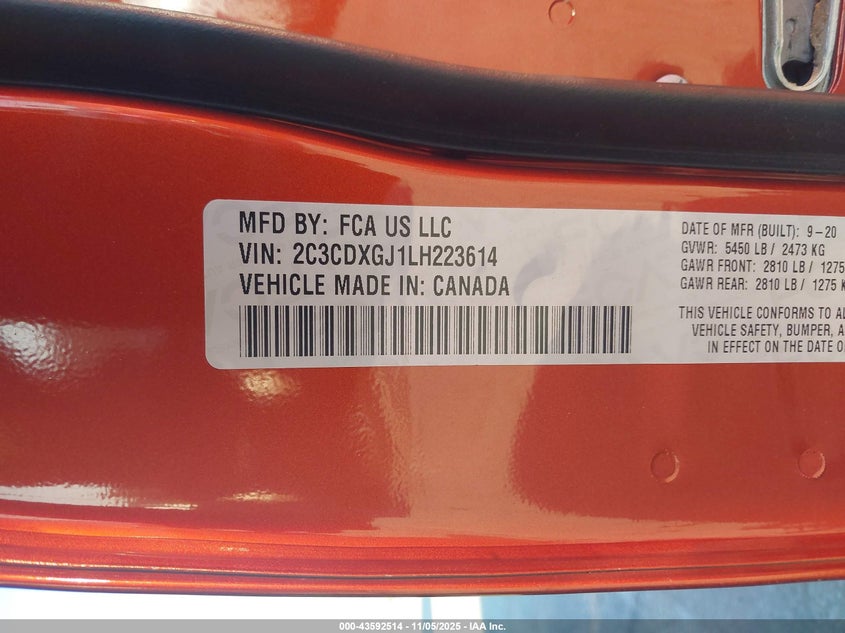 MFD BY: FCA US LLC
VIN: 2C3CDXGJ1LH223614
VEHICLE MADE IN: CANADA
DATE OF MFR (BUILT): 9-20
GVWR: 5450 LB / 2473 KG
GAWR FRONT: 2810 LB / 1275
GAWR REAR: 2810 LB / 1275 K
THIS VEHICLE CONFORMS TO AL
VEHICLE SAFETY, BUMPER, A
IN EFFECT ON THE DATE O
000-43592514 - 11/05/2025 - IAA Inc.